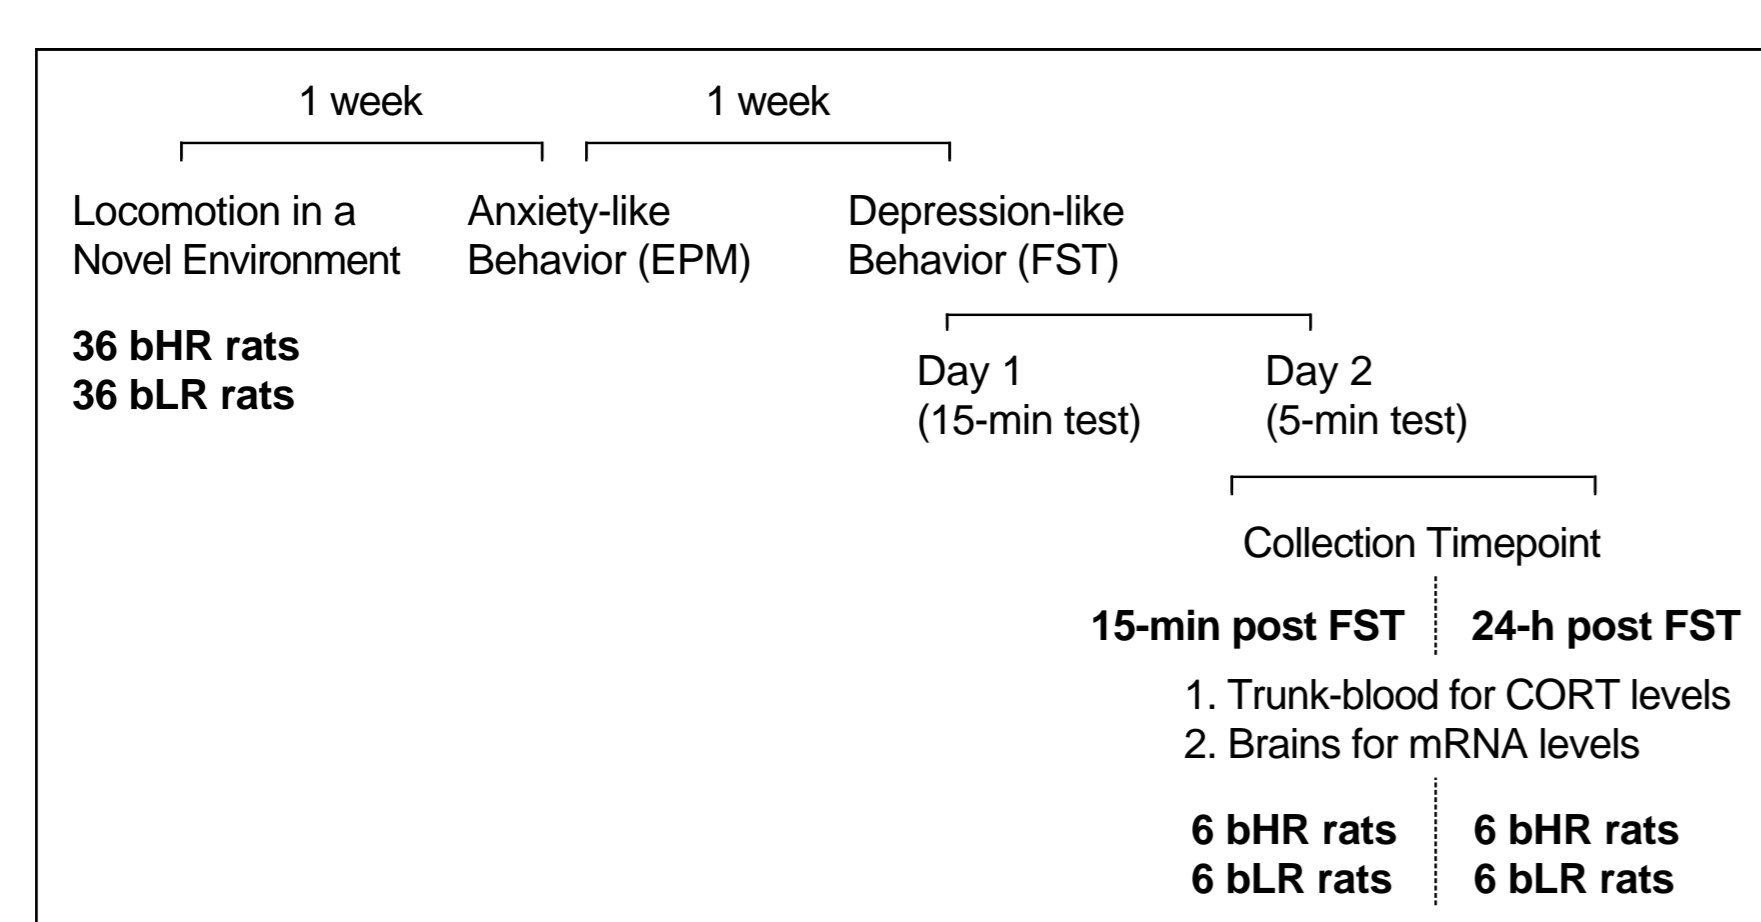 1 week 1 week
Locomotion in a Anxiety-like Depression-like
Novel Environment Behavior (EPM) Behavior (FST)
36 bHR rats
36 bLR rats
Day 1 Day 2
(15-min test) (5-min test)
Collection Timepoint
15-min post FST 24-h post FST
1. Trunk-blood for CORT levels
2. Brains for mRNA levels
6 bHR rats 6 bHR rats
6 bLR rats 6 bLR rats